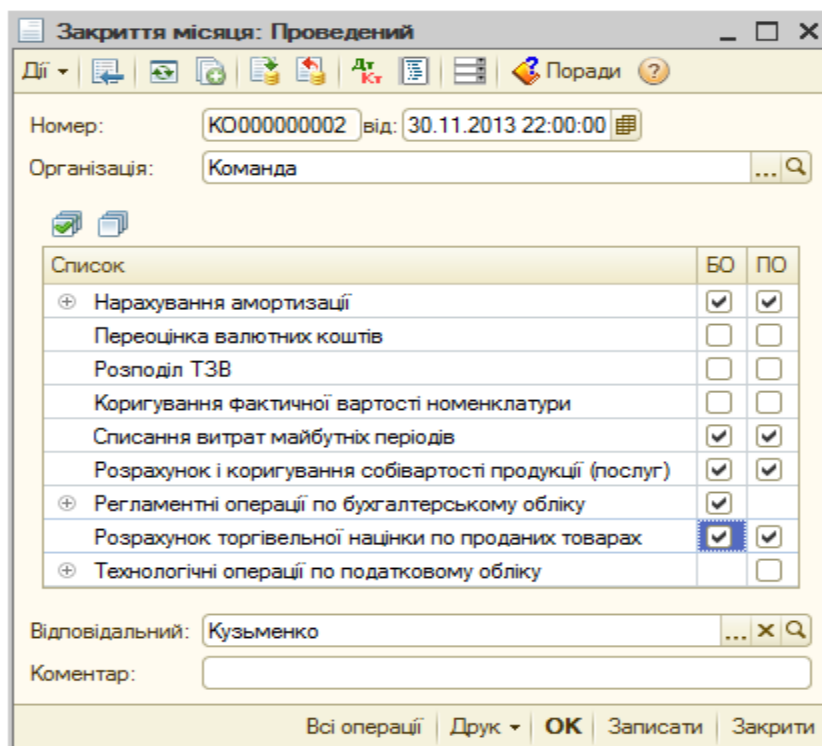 Закриття місяця: Проведений
Дії Дт Кт Поради
Номер: КО000000002 від: 30.11.2013 22:00:00
Організація: Команда ...
Список БО ПО
Нарахування амортизації
Переоцінка валютних коштів
Розподіл ТЗВ
Коригування фактичної вартості номенклатури
Списання витрат майбутніх періодів
Розрахунок і коригування собівартості продукції (послуг)
Регламентні операції по бухгалтерському обліку
Розрахунок торгівельної націнки по проданих товарах
Технологічні операції по податковому обліку
Відповідальний: Кузьменко ...
Коментар:
Всі операції Друк ОК Записати Закрити